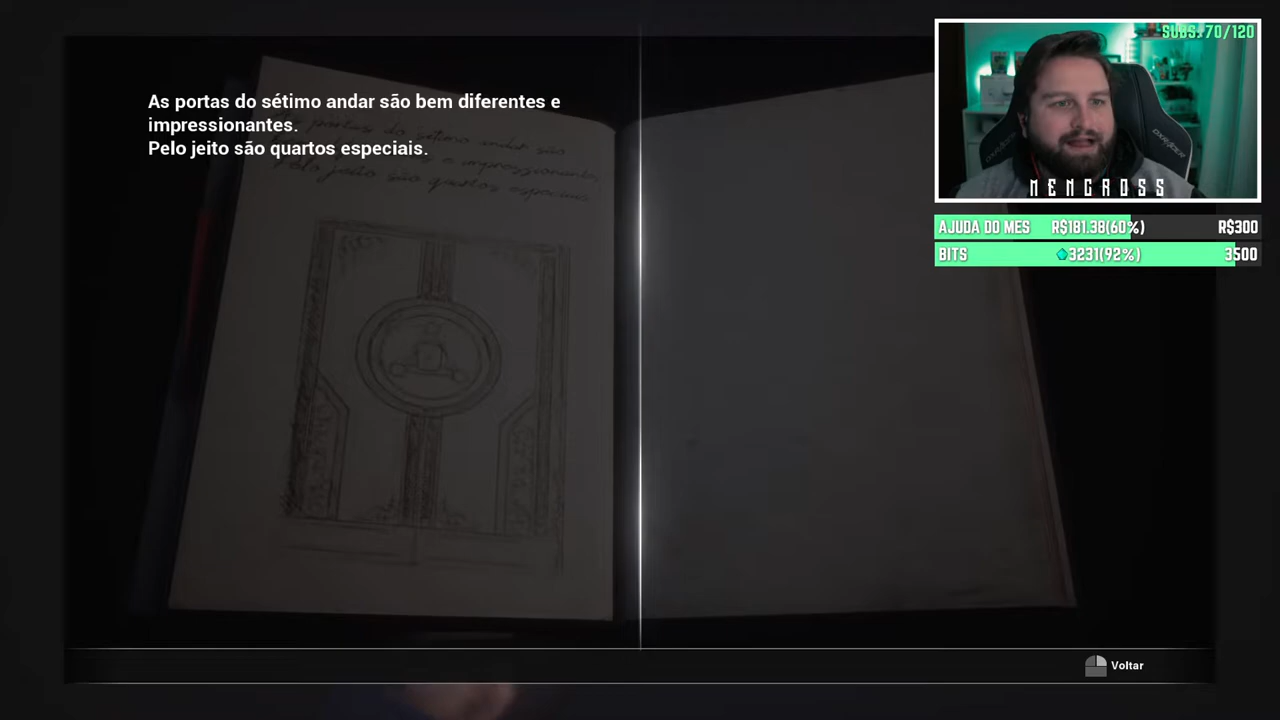 As portas do sétimo andar são bem diferentes e
impressionantes.
Pelo jeito são quartos especiais.
SUBS: 70/120
MENCROSS
AJUDA DO MES R$181.38(60%) R$300
BITS 3231(92%) 3500
Voltar